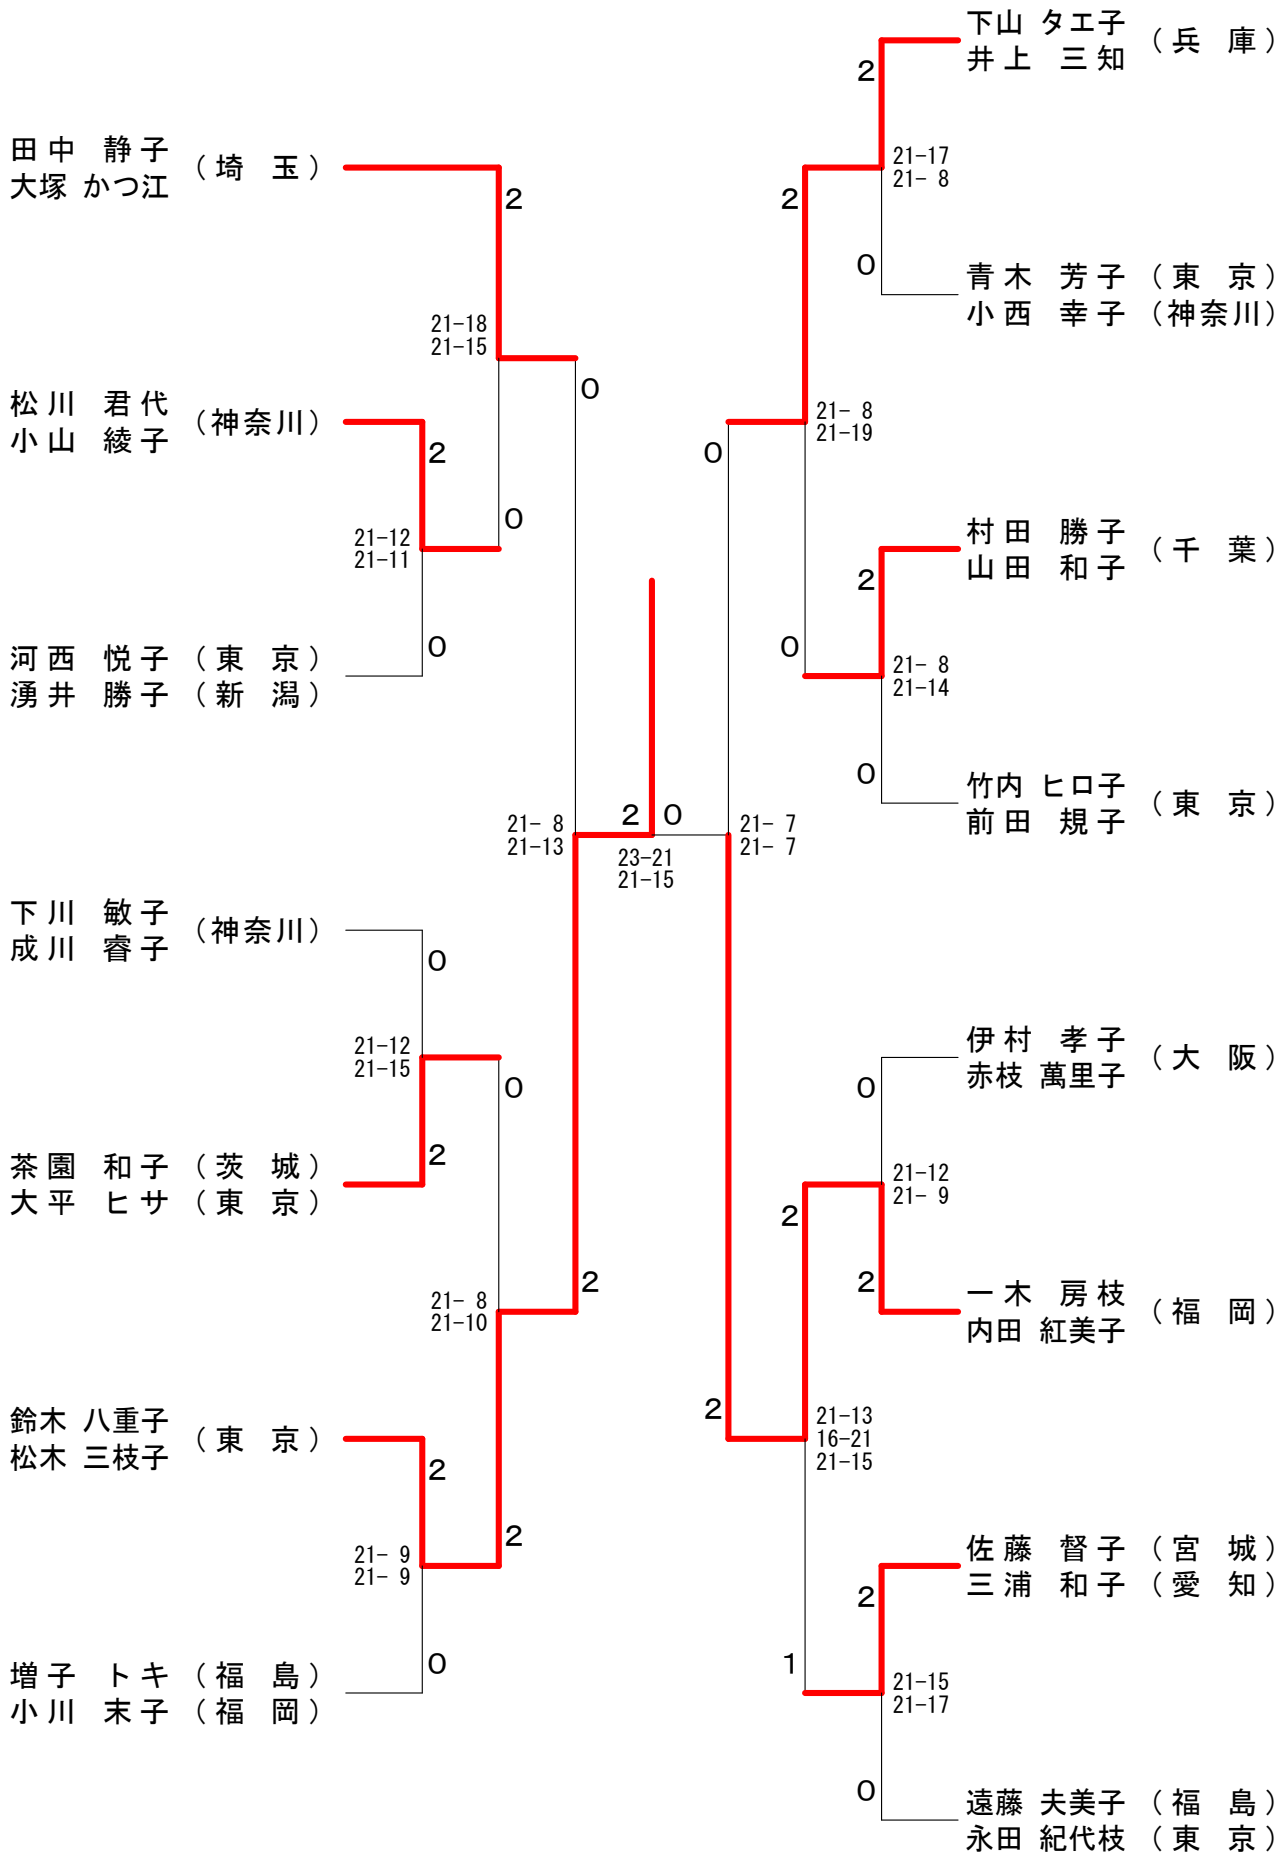 田中 静子 (埼 玉)
大塚 かつ江
2
21-18
21-15
0
松川 君代 (神奈川)
小山 綾子
2
0
21-12
21-11
0
河西 悦子 (東 京)
湧井 勝子 (新 潟)
21- 8
21-13
下川 敏子 (神奈川)
成川 睿子
0
21-12
21-15
0
2
茶園 和子 (茨 城)
大平 ヒサ (東 京)
21- 8
21-10
2
鈴木 八重子 (東 京)
松木 三枝子
2
2
21- 9
21- 9
0
増子 トキ (福 島)
小川 末子 (福 岡)
2 0
23-21
21-15
下山 タエ子 (兵 庫)
井上 三知
2
21-17
21- 8
2
0
青木 芳子 (東 京)
小西 幸子 (神奈川)
21- 8
21-19
0
村田 勝子 (千 葉)
山田 和子
2
0
21- 8
21-14
0
竹内 ヒロ子 (東 京)
前田 規子
21- 7
21- 7
伊村 孝子 (大 阪)
赤枝 萬里子
0
21-12
21- 9
2
2
一木 房枝 (福 岡)
内田 紅美子
2
21-13
16-21
21-15
佐藤 督子 (宮 城)
三浦 和子 (愛 知)
2
1
21-15
21-17
0
遠藤 夫美子 (福 島)
永田 紀代枝 (東 京)